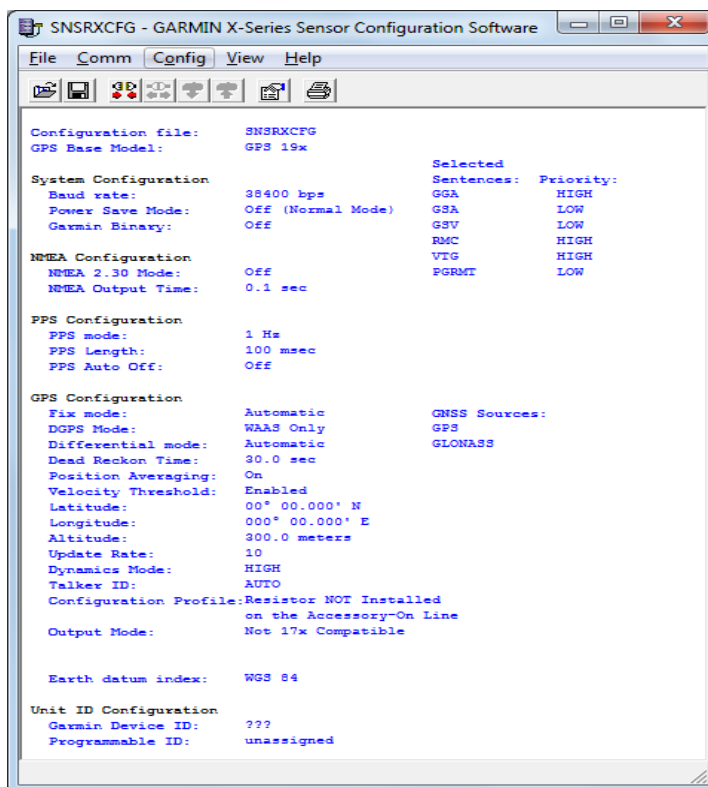 SNSRXCFG - GARMIN X-Series Sensor Configuration Software
File Comm Config View Help
Configuration file: SNSRXCFG
GPS Base Model: GPS 19x
Selected
System Configuration Sentences: Priority:
Baud rate: 38400 bps GGA HIGH
Power Save Mode: Off (Normal Mode) GSA LOW
Garmin Binary: Off GSV LOW
RMC HIGH
NMEA Configuration VTG HIGH
NMEA 2.30 Mode: Off PGRMT LOW
NMEA Output Time: 0.1 sec
PPS Configuration
PPS mode: 1 Hz
PPS Length: 100 msec
PPS Auto Off: Off
GPS Configuration
Fix mode: Automatic GNSS Sources:
DGPS Mode: WAAS Only GPS
Differential mode: Automatic GLONASS
Dead Reckon Time: 30.0 sec
Position Averaging: On
Velocity Threshold: Enabled
Latitude: 00° 00.000' N
Longitude: 000° 00.000' E
Altitude: 300.0 meters
Update Rate: 10
Dynamics Mode: HIGH
Talker ID: AUTO
Configuration Profile: Resistor NOT Installed
on the Accessory-On Line
Output Mode: Not 17x Compatible
Earth datum index: WGS 84
Unit ID Configuration
Garmin Device ID: ???
Programmable ID: unassigned